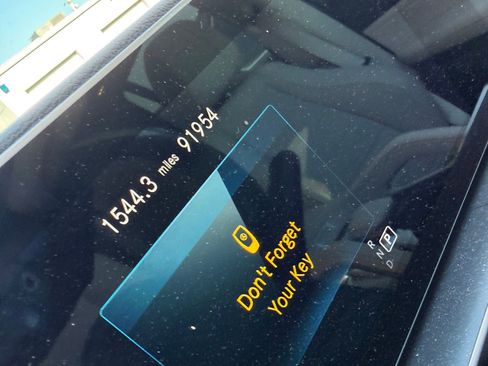 1544.3 miles 91954
Don't Forget
Your Key
R
N P
D